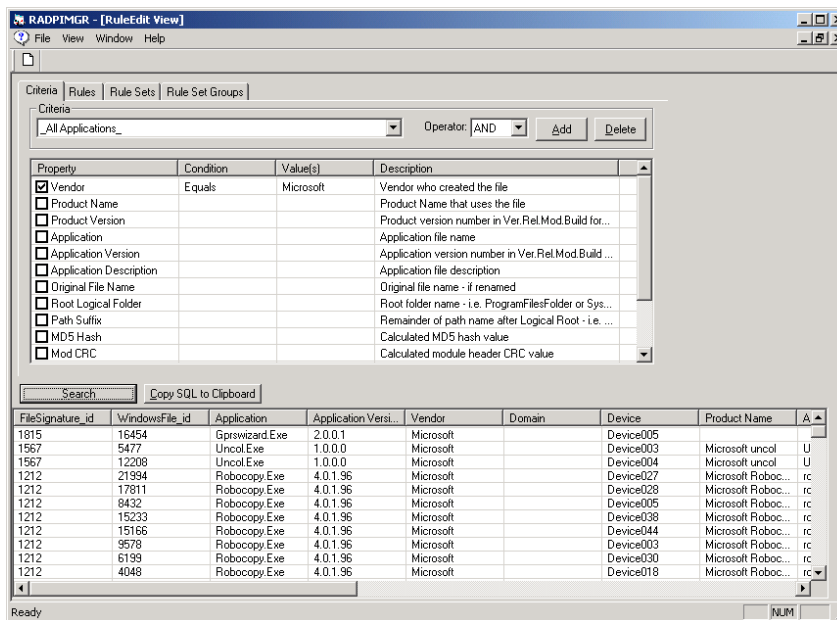 RADPIMGR - [RuleEdit View]
File View Window Help
Criteria Rules Rule Sets Rule Set Groups
Criteria
_All Applications_ Operator: AND Add Delete
Property Condition Value(s) Description
Vendor Equals Microsoft Vendor who created the file
Product Name Product Name that uses the file
Product Version Product version number in Ver.Rel.Mod.Build for...
Application Application file name
Application Version Application version number in Ver.Rel.Mod.Build ...
Application Description Application file description
Original File Name Original file name - if renamed
Root Logical Folder Root folder name - i.e. ProgramFilesFolder or Sys...
Path Suffix Remainder of path name after Logical Root - i.e. ...
MD5 Hash Calculated MD5 hash value
Mod CRC Calculated module header CRC value
Search Copy SQL to Clipboard
FileSignature_id WindowsFile_id Application Application Versi... Vendor Domain Device Product Name A
1815 16454 Gprswizard.Exe 2.0.0.1 Microsoft Device005
1567 5477 Uncol.Exe 1.0.0.0 Microsoft Device003 Microsoft uncol U
1567 12208 Uncol.Exe 1.0.0.0 Microsoft Device004 Microsoft uncol U
1212 21994 Robocopy.Exe 4.0.1.96 Microsoft Device027 Microsoft Roboc... rc
1212 17811 Robocopy.Exe 4.0.1.96 Microsoft Device028 Microsoft Roboc... rc
1212 8432 Robocopy.Exe 4.0.1.96 Microsoft Device005 Microsoft Roboc... rc
1212 15233 Robocopy.Exe 4.0.1.96 Microsoft Device038 Microsoft Roboc... rc
1212 15166 Robocopy.Exe 4.0.1.96 Microsoft Device044 Microsoft Roboc... rc
1212 9578 Robocopy.Exe 4.0.1.96 Microsoft Device003 Microsoft Roboc... rc
1212 6199 Robocopy.Exe 4.0.1.96 Microsoft Device030 Microsoft Roboc... rc
1212 4048 Robocopy.Exe 4.0.1.96 Microsoft Device018 Microsoft Roboc... rc
Ready NUM